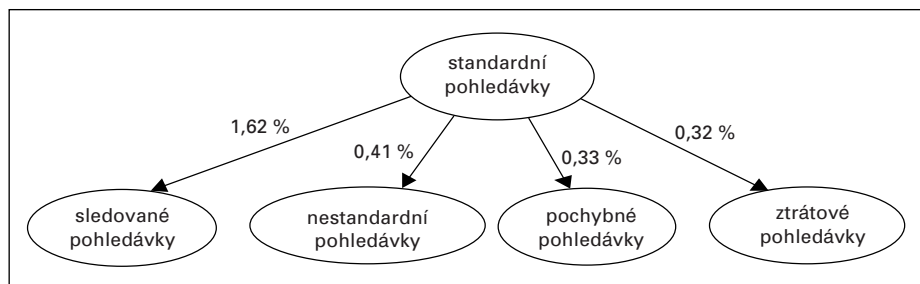 standardní
pohledávky
1,62 %
0,41 %
0,33 %
0,32 %
sledované
pohledávky
nestandardní
pohledávky
pochybné
pohledávky
ztrátové
pohledávky